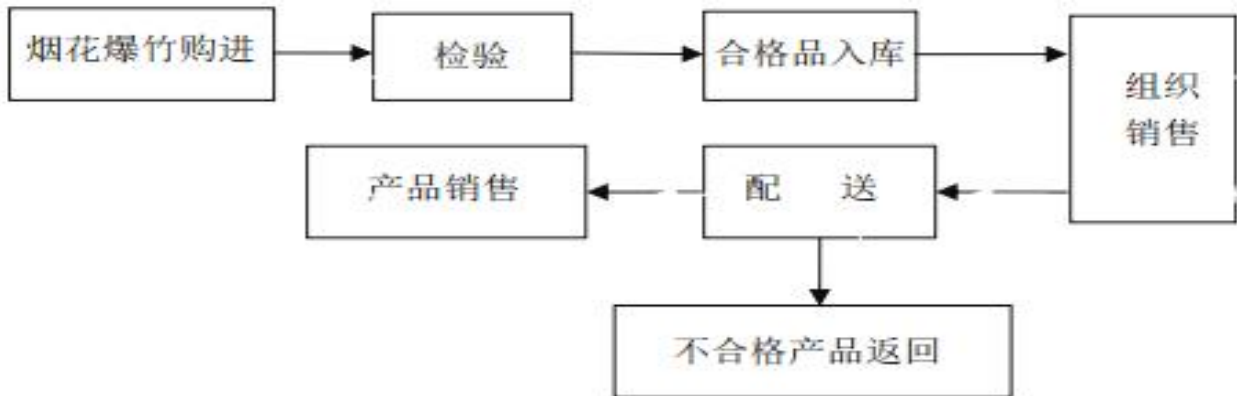 烟花爆竹购进
检验
合格品入库
组织
销售
产品销售
配 送
不合格产品返回